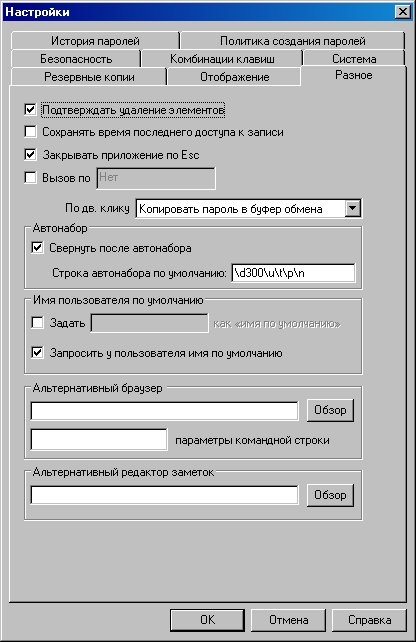 Настройки
История паролей
Политика создания паролей
Безопасность
Комбинации клавиш
Система
Резервные копии
Отображение
Разное
Подтверждать удаление элементов
Сохранять время последнего доступа к записи
Закрывать приложение по Esc
Вызов по
Нет
По дв. клику
Копировать пароль в буфер обмена
Автонабор
Свернуть после автонабора
Строка автонабора по умолчанию:
\d300\u\t\p\n
Имя пользователя по умолчанию
Задать
как «имя по умолчанию»
Запросить у пользователя имя по умолчанию
Альтернативный браузер
Обзор
параметры командной строки
Альтернативный редактор заметок
Обзор
OK
Отмена
Справка